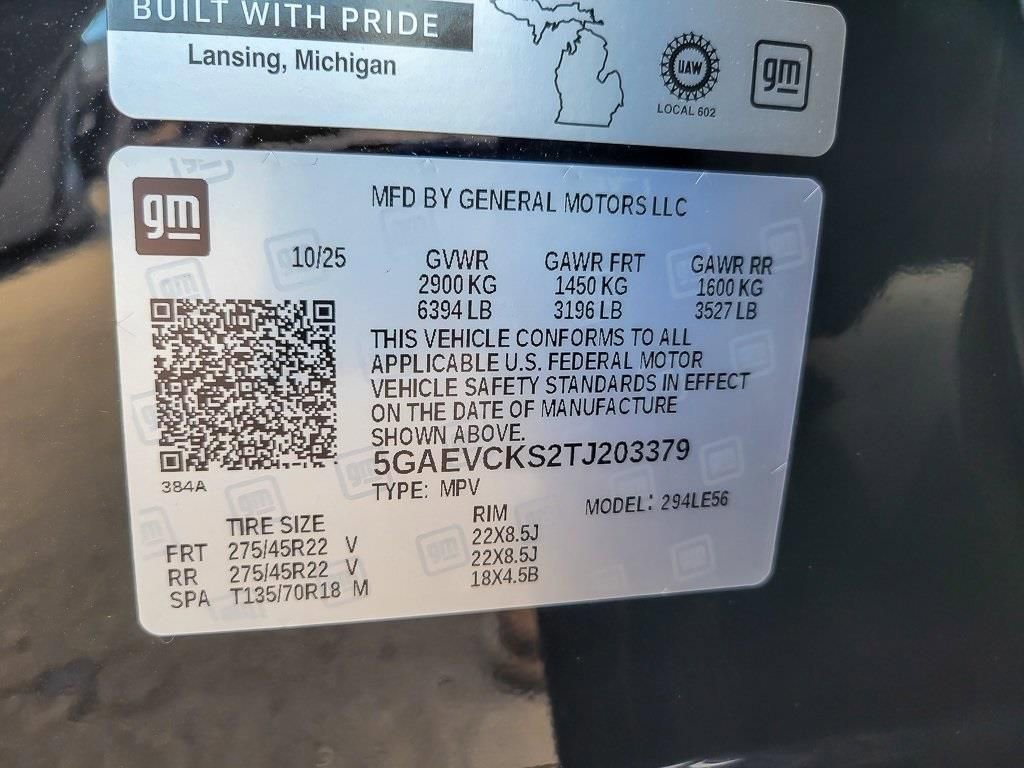 BUILT WITH PRIDE
Lansing, Michigan
UAW
LOCAL 602
gm
gm
MFD BY GENERAL MOTORS LLC
10/25 GVWR GAWR FRT GAWR RR
2900 KG 1450 KG 1600 KG
6394 LB 3196 LB 3527 LB
THIS VEHICLE CONFORMS TO ALL
APPLICABLE U.S. FEDERAL MOTOR
VEHICLE SAFETY STANDARDS IN EFFECT
ON THE DATE OF MANUFACTURE
SHOWN ABOVE.
5GAEVCKS2TJ203379
384A
TYPE: MPV MODEL: 294LE56
TIRE SIZE RIM
FRT 275/45R22 V 22X8.5J
RR 275/45R22 V 22X8.5J
SPA T135/70R18 M 18X4.5B